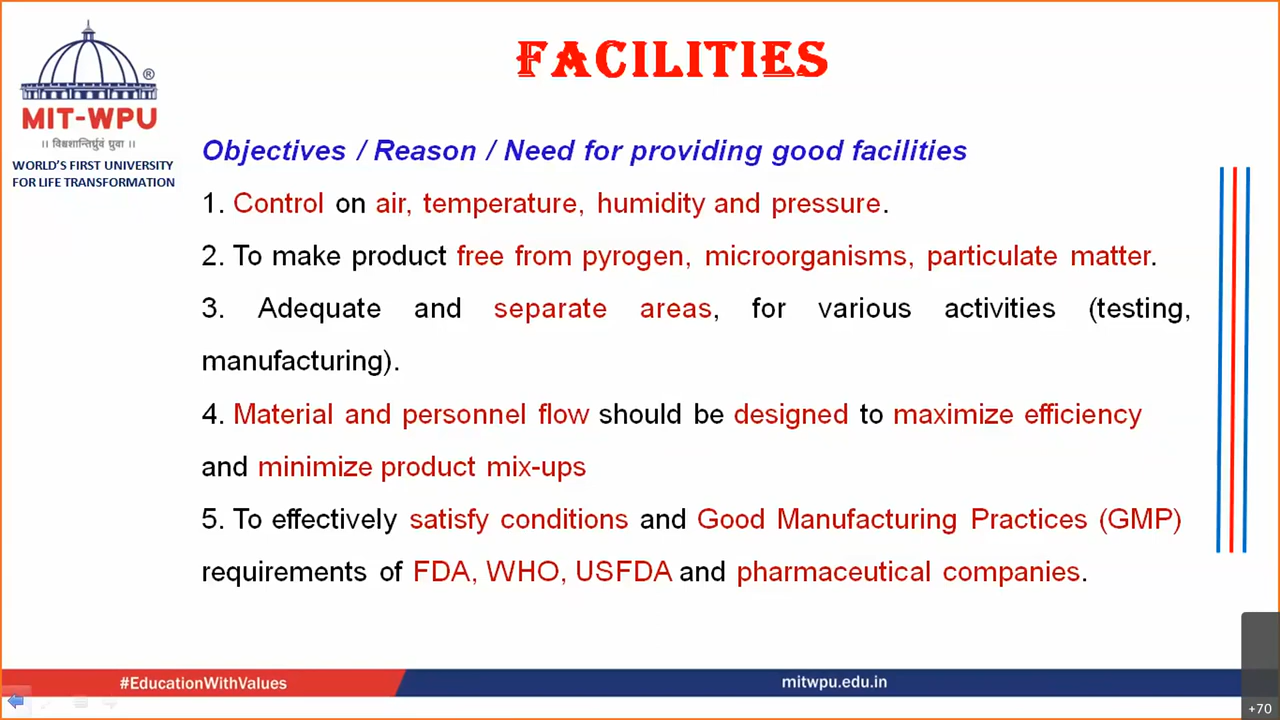 FACILITIES
®
MIT-WPU
॥ विश्वशान्तिर्ध्रुवं ध्रुवा ॥
WORLD'S FIRST UNIVERSITY
FOR LIFE TRANSFORMATION
Objectives / Reason / Need for providing good facilities
1. Control on air, temperature, humidity and pressure.
2. To make product free from pyrogen, microorganisms, particulate matter.
3. Adequate and separate areas, for various activities (testing,
manufacturing).
4. Material and personnel flow should be designed to maximize efficiency
and minimize product mix-ups
5. To effectively satisfy conditions and Good Manufacturing Practices (GMP)
requirements of FDA, WHO, USFDA and pharmaceutical companies.
#EducationWithValues
mitwpu.edu.in
+70